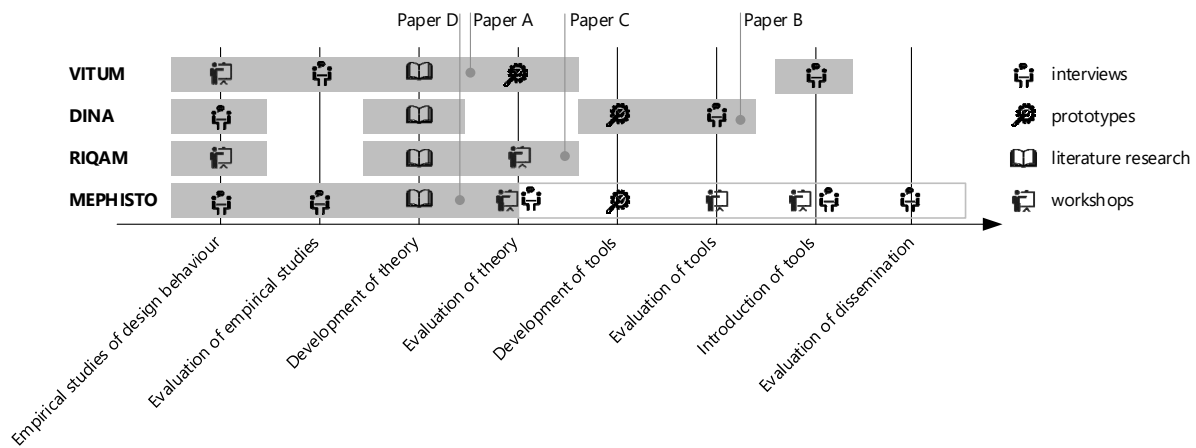 Paper D Paper A Paper C Paper B
VITUM
interviews
DINA
prototypes
RIQAM
literature research
MEPHISTO
workshops
Empirical studies of design behaviour
Evaluation of empirical studies
Development of theory
Evaluation of theory
Development of tools
Evaluation of tools
Introduction of tools
Evaluation of dissemination